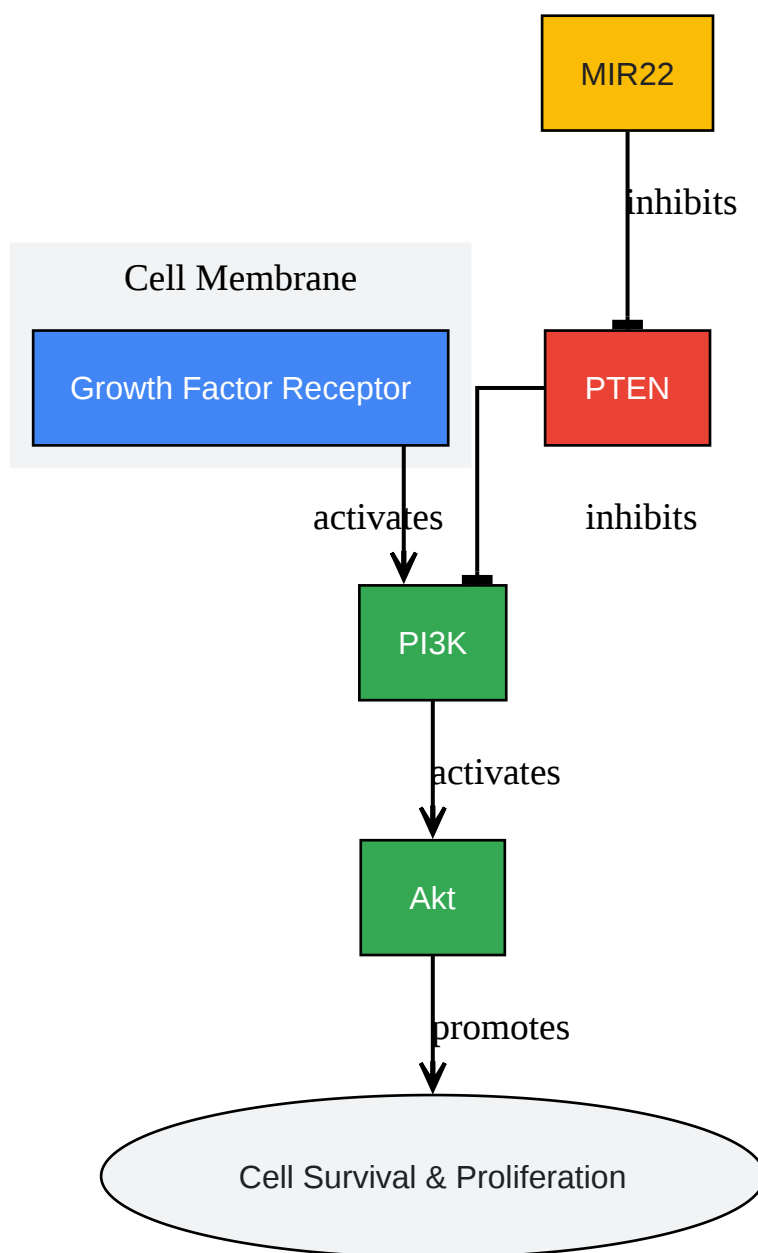 MIR22
inhibits
Cell Membrane
Growth Factor Receptor
PTEN
activates
inhibits
PI3K
activates
Akt
promotes
Cell Survival & Proliferation